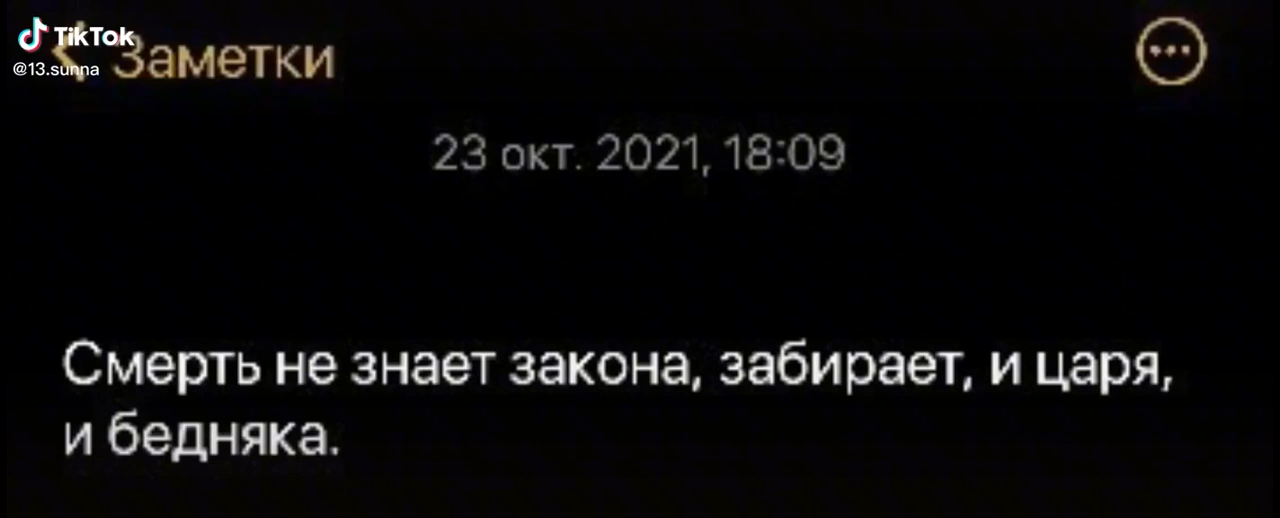 TikTok
@13.sunna
Заметки
23 окт. 2021, 18:09
Смерть не знает закона, забирает, и царя,
и бедняка.